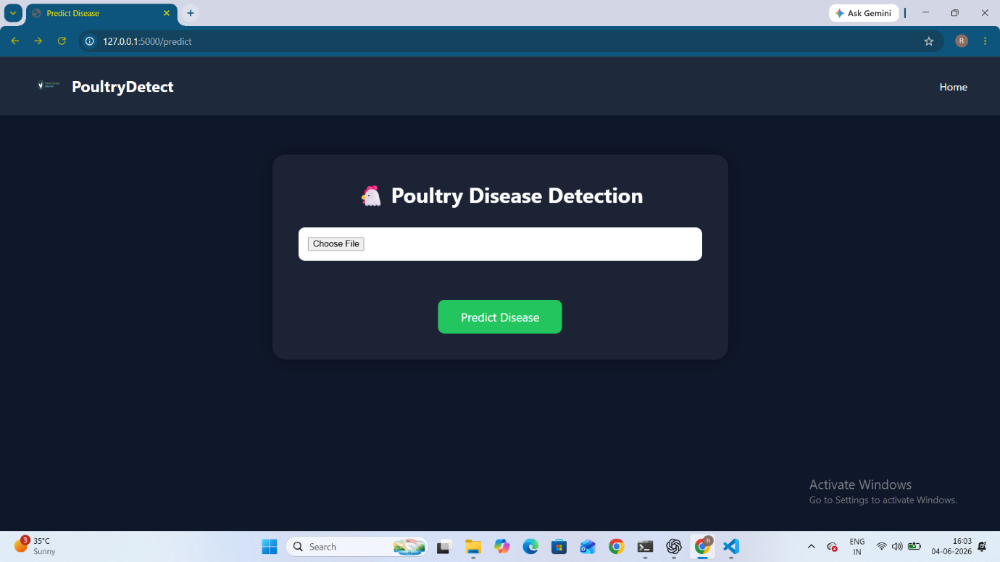 Predict Disease
Ask Gemini
127.0.0.1:5000/predict
R
PoultryDetect
Home
Poultry Disease Detection
Choose File
Predict Disease
Activate Windows
Go to Settings to activate Windows.
3
35°C
Sunny
Search
R
ENG
IN
16:03
04-06-2026